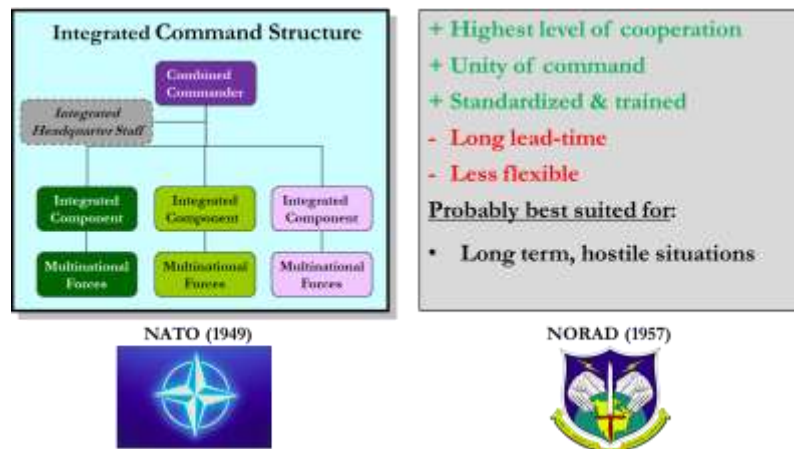 Integrated Command Structure
Combined
Commander
Integrated
Headquarter Staff
Integrated
Component
Integrated
Component
Integrated
Component
Multinational
Forces
Multinational
Forces
Multinational
Forces
+ Highest level of cooperation
+ Unity of command
+ Standardized & trained
- Long lead-time
- Less flexible
Probably best suited for:
• Long term, hostile situations
NATO (1949)
NORAD (1957)